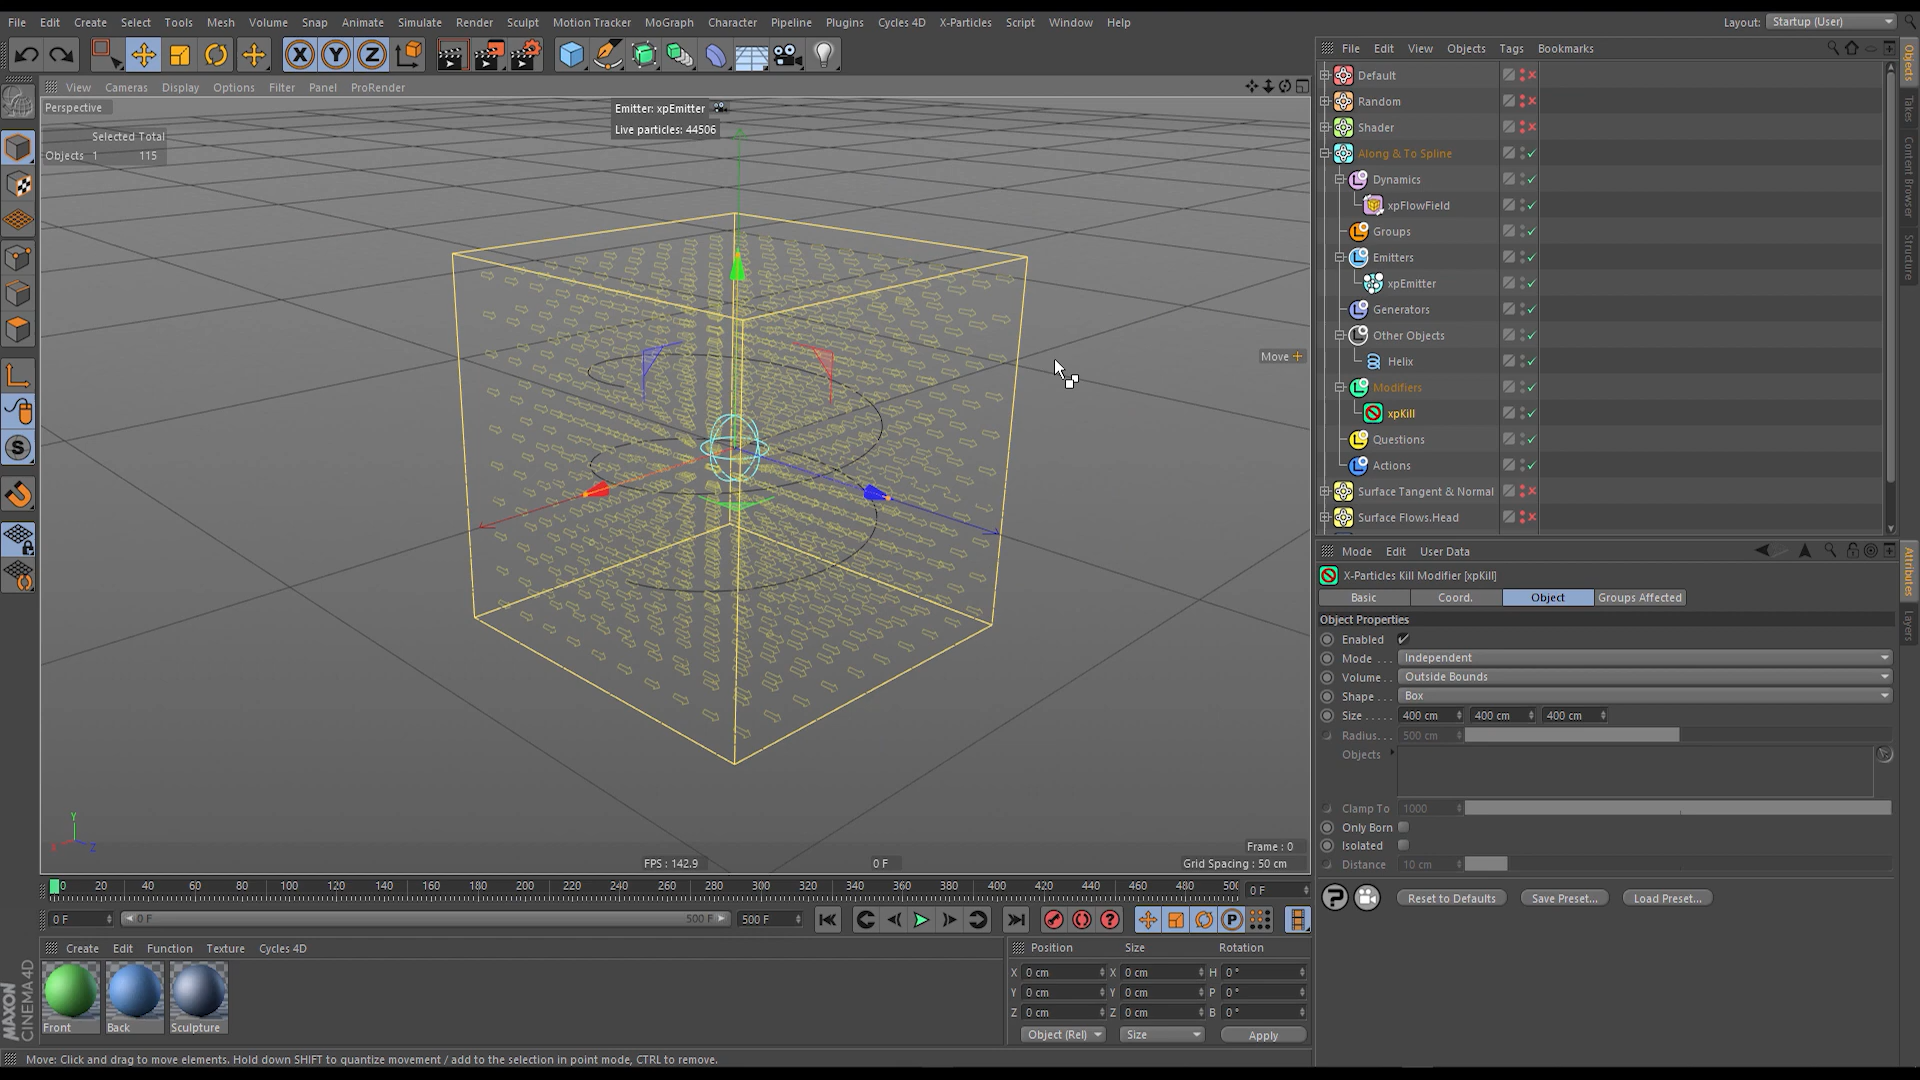 File Edit Create Select Tools Mesh Volume Snap Animate Simulate Render Sculpt Motion Tracker MoGraph Character Pipeline Plugins Cycles 4D X-Particles Script Window Help
Layout: Startup (User)
View Cameras Display Options Filter Panel ProRender
Perspective
Emitter: xpEmitter
Live particles: 44506
Selected Total
Objects 1 115
Move
Frame : 0
FPS : 142.9
0 F
Grid Spacing : 50 cm
0 20 40 60 80 100 120 140 160 180 200 220 240 260 280 300 320 340 360 380 400 420 440 460 480 500
0 F
0 F
0 F
500 F
500 F
Create Edit Function Texture Cycles 4D
Front
Back
Sculpture
Position Size Rotation
X 0 cm X 0 cm H 0 °
Y 0 cm Y 0 cm P 0 °
Z 0 cm Z 0 cm B 0 °
Object (Rel) Size Apply
MAXON
CINEMA 4D
Move: Click and drag to move elements. Hold down SHIFT to quantize movement / add to the selection in point mode, CTRL to remove.
File Edit View Objects Tags Bookmarks
Default
Random
Shader
Along & To Spline
Dynamics
xpFlowField
Groups
Emitters
xpEmitter
Generators
Other Objects
Helix
Modifiers
xpKill
Questions
Actions
Surface Tangent & Normal
Surface Flows.Head
Objects
Takes
Content Browser
Structure
Mode Edit User Data
X-Particles Kill Modifier [xpKill]
Basic Coord. Object Groups Affected
Object Properties
Enabled
Mode . . . Independent
Volume . . Outside Bounds
Shape . . . Box
Size . . . . . 400 cm 400 cm 400 cm
Radius. . . 500 cm
Objects
Clamp To 1000
Only Born
Isolated
Distance 10 cm
Reset to Defaults Save Preset... Load Preset...
Attributes
Layers